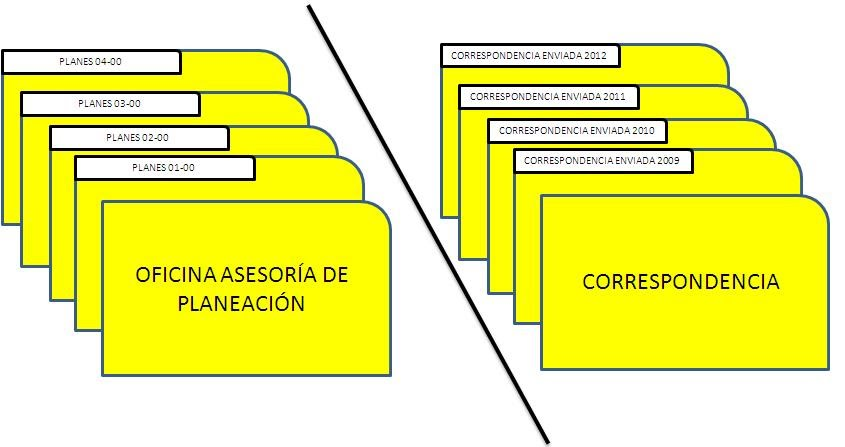 PLANES 04-00
PLANES 03-00
PLANES 02-00
PLANES 01-00
OFICINA ASESORÍA DE
PLANEACIÓN
CORRESPONDENCIA ENVIADA 2012
CORRESPONDENCIA ENVIADA 2011
CORRESPONDENCIA ENVIADA 2010
CORRESPONDENCIA ENVIADA 2009
CORRESPONDENCIA